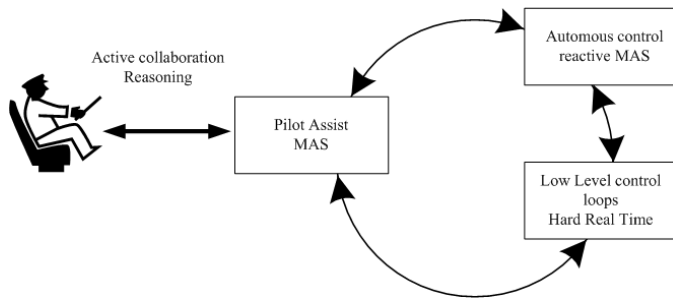 Active collaboration
Reasoning
Pilot Assist
MAS
Automous control
reactive MAS
Low Level control
loops
Hard Real Time